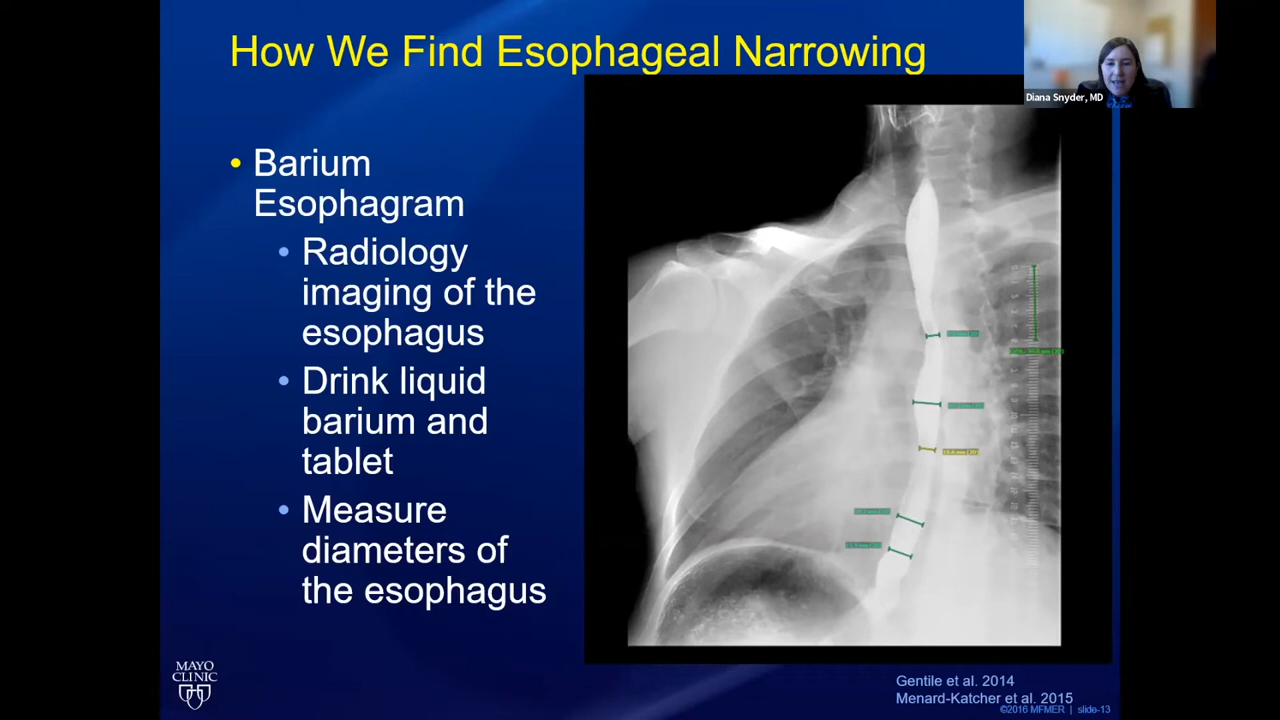 How We Find Esophageal Narrowing
Diana Snyder, MD
• Barium
Esophagram
• Radiology
imaging of the
esophagus
• Drink liquid
barium and
tablet
• Measure
diameters of
the esophagus
MAYO
CLINIC
Gentile et al. 2014
Menard-Katcher et al. 2015
©2016 MFMER | slide-13